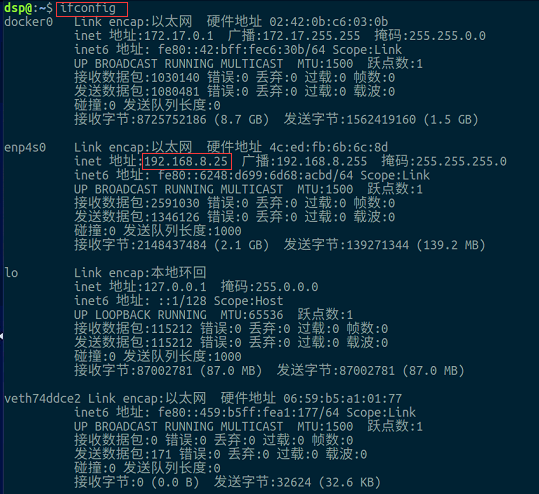 dsp@:~$ ifconfig
docker0 Link encap:以太网 硬件地址 02:42:0b:c6:03:0b
inet 地址:172.17.0.1 广播:172.17.255.255 掩码:255.255.0.0
inet6 地址: fe80::42:bff:fec6:30b/64 Scope:Link
UP BROADCAST RUNNING MULTICAST MTU:1500 跃点数:1
接收数据包:1030140 错误:0 丢弃:0 过载:0 帧数:0
发送数据包:1080481 错误:0 丢弃:0 过载:0 载波:0
碰撞:0 发送队列长度:0
接收字节:8725752186 (8.7 GB) 发送字节:1562419160 (1.5 GB)
enp4s0 Link encap:以太网 硬件地址 4c:ed:fb:6b:6c:8d
inet 地址:192.168.8.25 广播:192.168.8.255 掩码:255.255.255.0
inet6 地址: fe80::6248:d699:6d68:acbd/64 Scope:Link
UP BROADCAST RUNNING MULTICAST MTU:1500 跃点数:1
接收数据包:2591030 错误:0 丢弃:0 过载:0 帧数:0
发送数据包:1346126 错误:0 丢弃:0 过载:0 载波:0
碰撞:0 发送队列长度:1000
接收字节:2148437484 (2.1 GB) 发送字节:139271344 (139.2 MB)
lo Link encap:本地环回
inet 地址:127.0.0.1 掩码:255.0.0.0
inet6 地址: ::1/128 Scope:Host
UP LOOPBACK RUNNING MTU:65536 跃点数:1
接收数据包:115212 错误:0 丢弃:0 过载:0 帧数:0
发送数据包:115212 错误:0 丢弃:0 过载:0 载波:0
碰撞:0 发送队列长度:1000
接收字节:87002781 (87.0 MB) 发送字节:87002781 (87.0 MB)
veth74ddce2 Link encap:以太网 硬件地址 06:59:b5:a1:01:77
inet6 地址: fe80::459:b5ff:fea1:177/64 Scope:Link
UP BROADCAST RUNNING MULTICAST MTU:1500 跃点数:1
接收数据包:0 错误:0 丢弃:0 过载:0 帧数:0
发送数据包:171 错误:0 丢弃:0 过载:0 载波:0
碰撞:0 发送队列长度:0
接收字节:0 (0.0 B) 发送字节:32624 (32.6 KB)